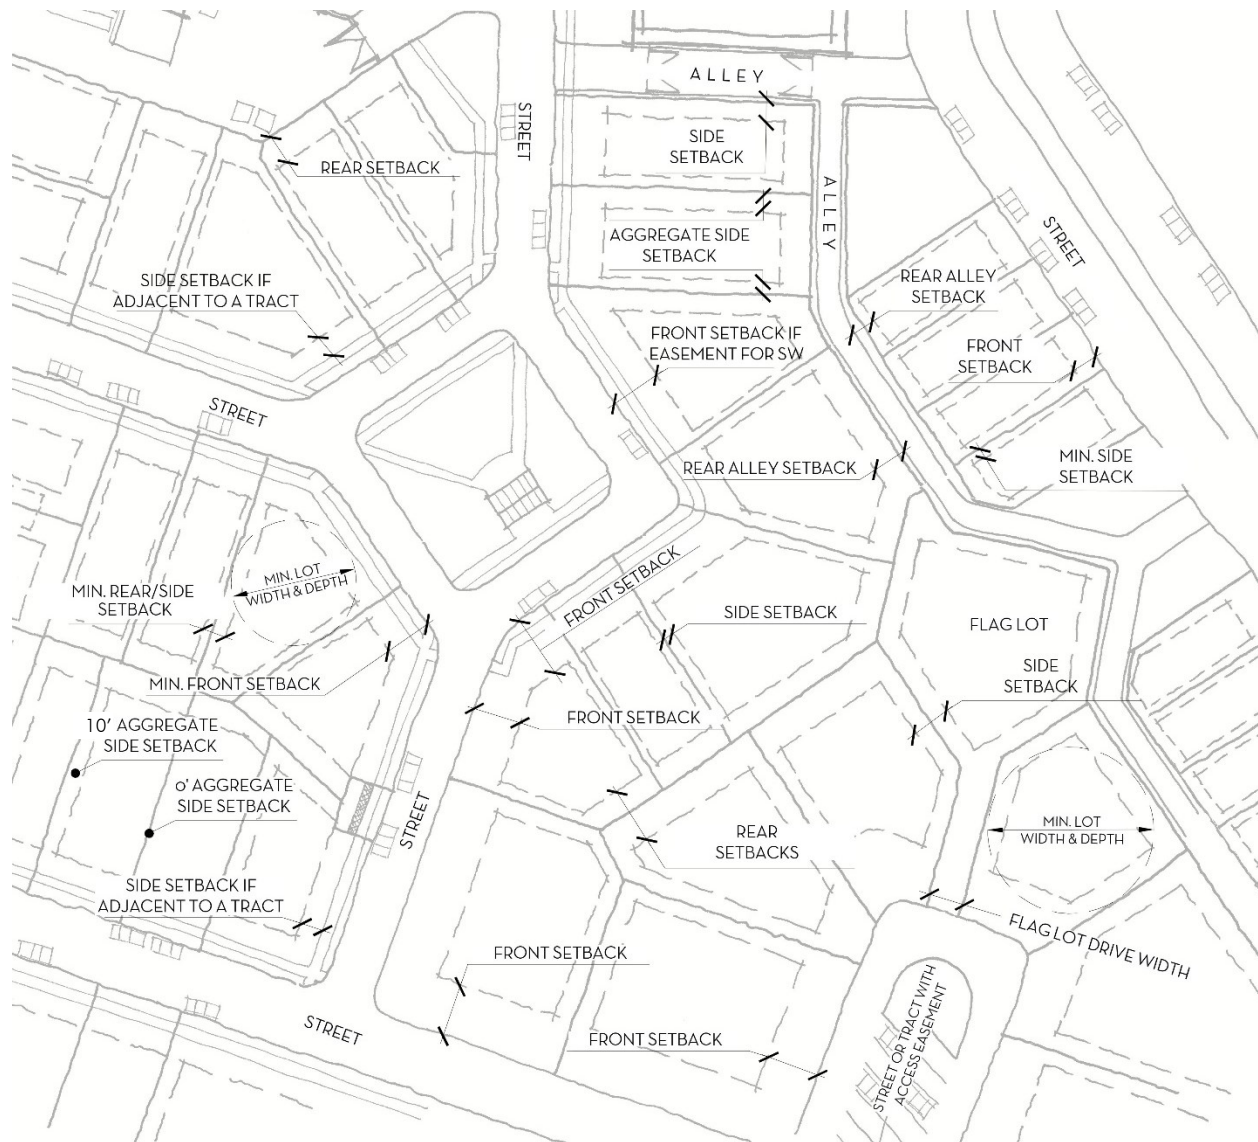 ALLEY
STREET
SIDE
SETBACK
REAR SETBACK
ALLEY
AGGREGATE SIDE
SETBACK
STREET
SIDE SETBACK IF
ADJACENT TO A TRACT
REAR ALLEY
SETBACK
FRONT SETBACK IF
EASEMENT FOR SW
FRONT
SETBACK
STREET
REAR ALLEY SETBACK
MIN. SIDE
SETBACK
FRONT SETBACK
MIN. LOT
WIDTH & DEPTH
MIN. REAR/SIDE
SETBACK
SIDE SETBACK
FLAG LOT
SIDE
SETBACK
MIN. FRONT SETBACK
FRONT SETBACK
10' AGGREGATE
SIDE SETBACK
0' AGGREGATE
SIDE SETBACK
STREET
REAR
SETBACKS
MIN. LOT
WIDTH & DEPTH
SIDE SETBACK IF
ADJACENT TO A TRACT
FLAG LOT DRIVE WIDTH
FRONT SETBACK
STREET
FRONT SETBACK
STREET OR TRACT WITH
ACCESS EASEMENT